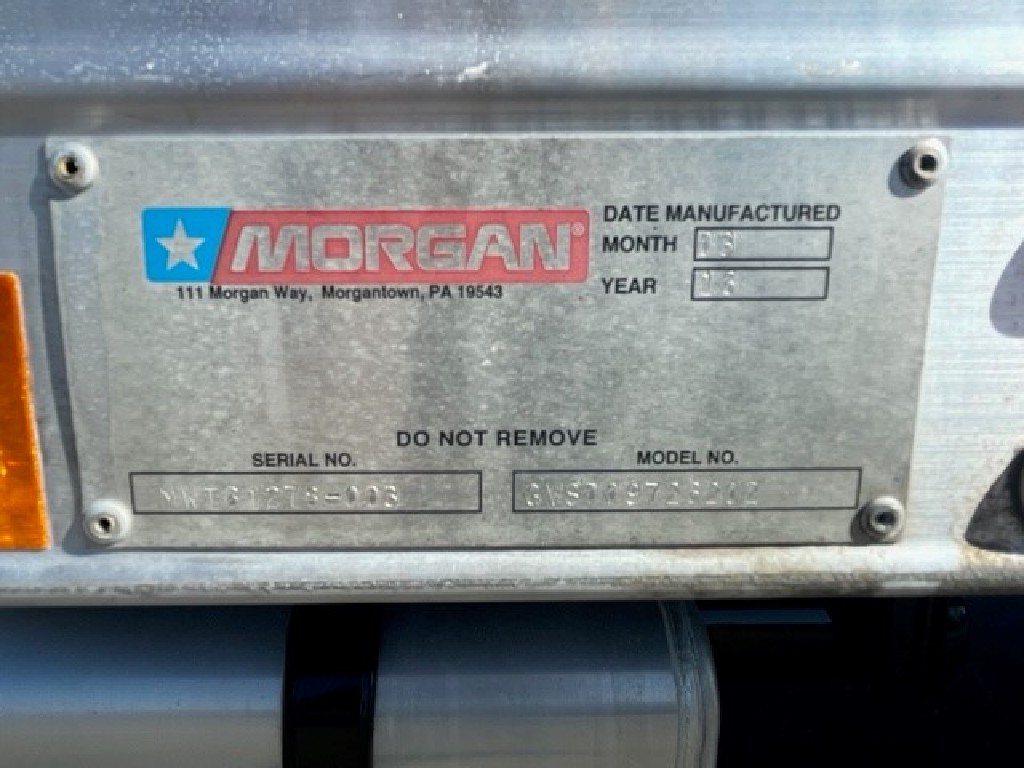 MORGAN®
111 Morgan Way, Morgantown, PA 19543
DATE MANUFACTURED
MONTH
YEAR
DO NOT REMOVE
SERIAL NO.
MODEL NO.